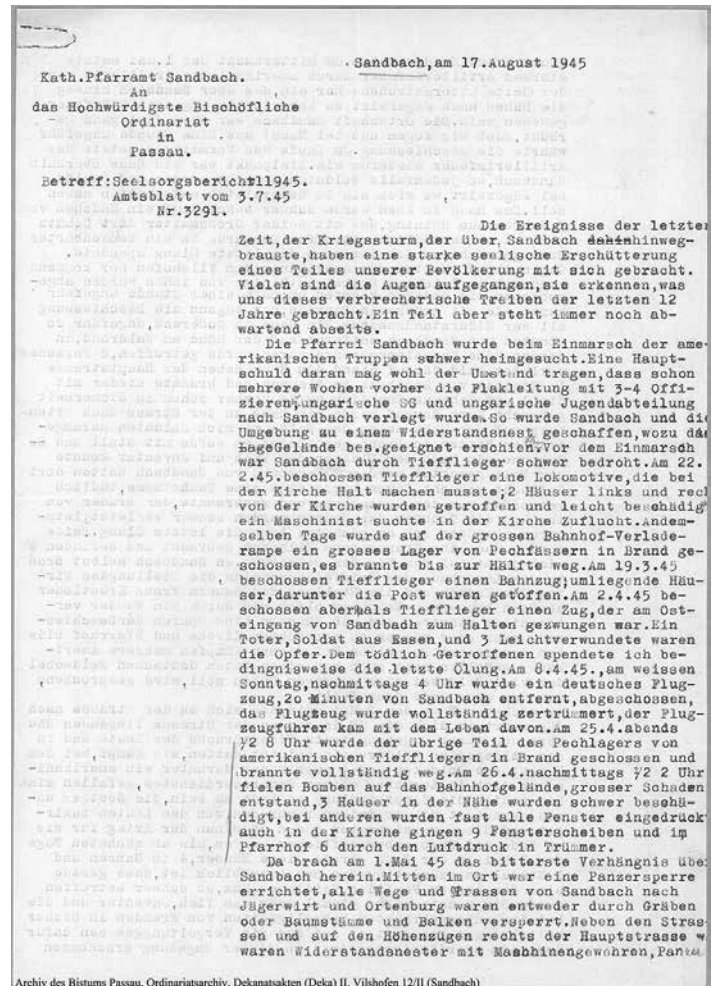 Sandbach,am 17.August 1945
Kath.Pfarramt Sandbach.
An
das Hochwürdigste Bischöfliche
Ordinariat
in
Passau.
Betreff:Seelsorgsbericht1945.
Amtsblatt vom 3.7.45
Nr.3291.
Die Ereignisse der letzten
Zeit,der Kriegssturm,der über Sandbach dahinhinweg-
brauste,haben eine starke seelische Erschütterung
eines Teiles unserer Bevölkerung mit sich gebracht.
Vielen sind die Augen aufgegangen,sie erkennen,was
uns dieses verbrecherische Treiben der letzten 12
Jahre gebracht.Ein Teil aber steht immer noch ab-
wartend abseits.
Die Pfarrei Sandbach wurde beim Einmarsch der ame-
rikanischen Truppen schwer heimgesucht.Eine Haupt-
schuld daran mag wohl der Umstand tragen,dass schon
mehrere Wochen vorher die Flakleitung mit 3-4 Offi-
zieren,ungarische SS und ungarische Jugendabteilung
nach Sandbach verlegt wurde.So wurde Sandbach und die
Umgebung zu einem Widerstandsnest geschaffen,wozu das
LageGelände bes.geeignet erschien.Vor dem Einmarsch
war Sandbach durch Tiefflieger schwer bedroht.Am 22.
2.45.beschossen Tiefflieger eine Lokomotive,die bei
der Kirche Halt machen musste;2 Häuser links und rech
von der Kirche wurden getroffen und leicht beschädig
ein Maschinist suchte in der Kirche Zuflucht.Andem-
selben Tage wurde auf der grossen Bahnhof-Verlade-
rampe ein grosses Lager von Pechfässern in Brand ge-
schossen,es brannte bis zur Hälfte weg.Am 19.3.45
beschossen Tiefflieger einen Bahnzug;umliegende Häu-
ser,darunter die Post wuren getoffen.Am 2.4.45 be-
schossen abermals Tiefflieger einen Zug,der am Ost-
eingang von Sandbadh zum Halten gezwungen war.Ein
Toter,Soldat aus Essen,und 3 Leichtverwundete waren
die Opfer.Dem tödlich Getroffenen spendete ich be-
dingnisweise die letzte Ölung.Am 8.4.45.,am weissen
Sonntag,nachmittags 4 Uhr wurde ein deutsches Flug-
zeug,2o Minuten von Sandbach entfernt,abgeschossen,
das Flugzeug wurde vollständig zertrümmert,der Flug-
zeugführer kam mit dem Leban davon.Am 25.4.abends
1/2 8 Uhr wurde der übrige Teil des Pechlagers von
amerikanischen Tieffliegern in Brand geschossen und
brannte vollständig weg.Am 26.4.nachmittags 1/2 2 Uhr
fielen Bomben auf das Bahnhofgelände,grosser Schaden
entstand,3 Häuser in der Nähe wurden schwer beschä-
digt,bei anderen wurden fast alle Fenster eingedrück
auch in der Kirche gingen 9 Fensterscheiben und im
Pfarrhof 6 durch den Luftdruck in Trümmer.
Da brach am 1.Mai 45 das bitterste Verhängnis über
Sandbach herein.Mitten im Ort war eine Panzersperre
errichtet,alle Wege und Trassen von Sandbach nach
Jägerwirt und Ortenburg waren entweder durch Gräben
oder Baumstämme und Balken versperrt.Neben den Stras-
sen und auf den Höhenzügen rechts der Hauptstrasse w
waren Widerstandsnester mit Mashhinengewehren,Panzer
Archiv des Bistums Passau, Ordinariatsarchiv, Dekanatsakten (Deka) II, Vilshofen 12/II (Sandbach)